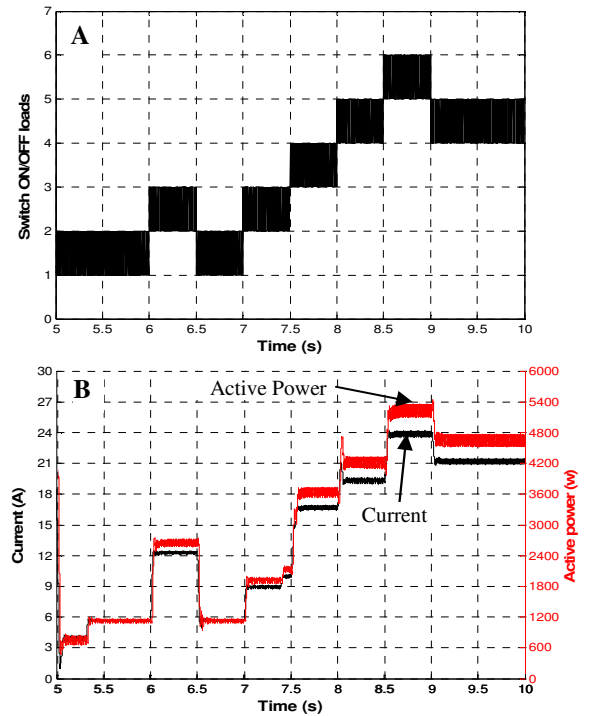 A
7
6
5
4
3
2
1
0
Switch ON/OFF loads
5 5.5 6 6.5 7 7.5 8 8.5 9 9.5 10
Time (s)
B
Active Power
Current
30
27
24
21
18
15
12
9
6
3
0
Current (A)
6000
5400
4800
4200
3600
3000
2400
1800
1200
600
0
Active power (w)
5 5.5 6 6.5 7 7.5 8 8.5 9 9.5 10
Time (s)